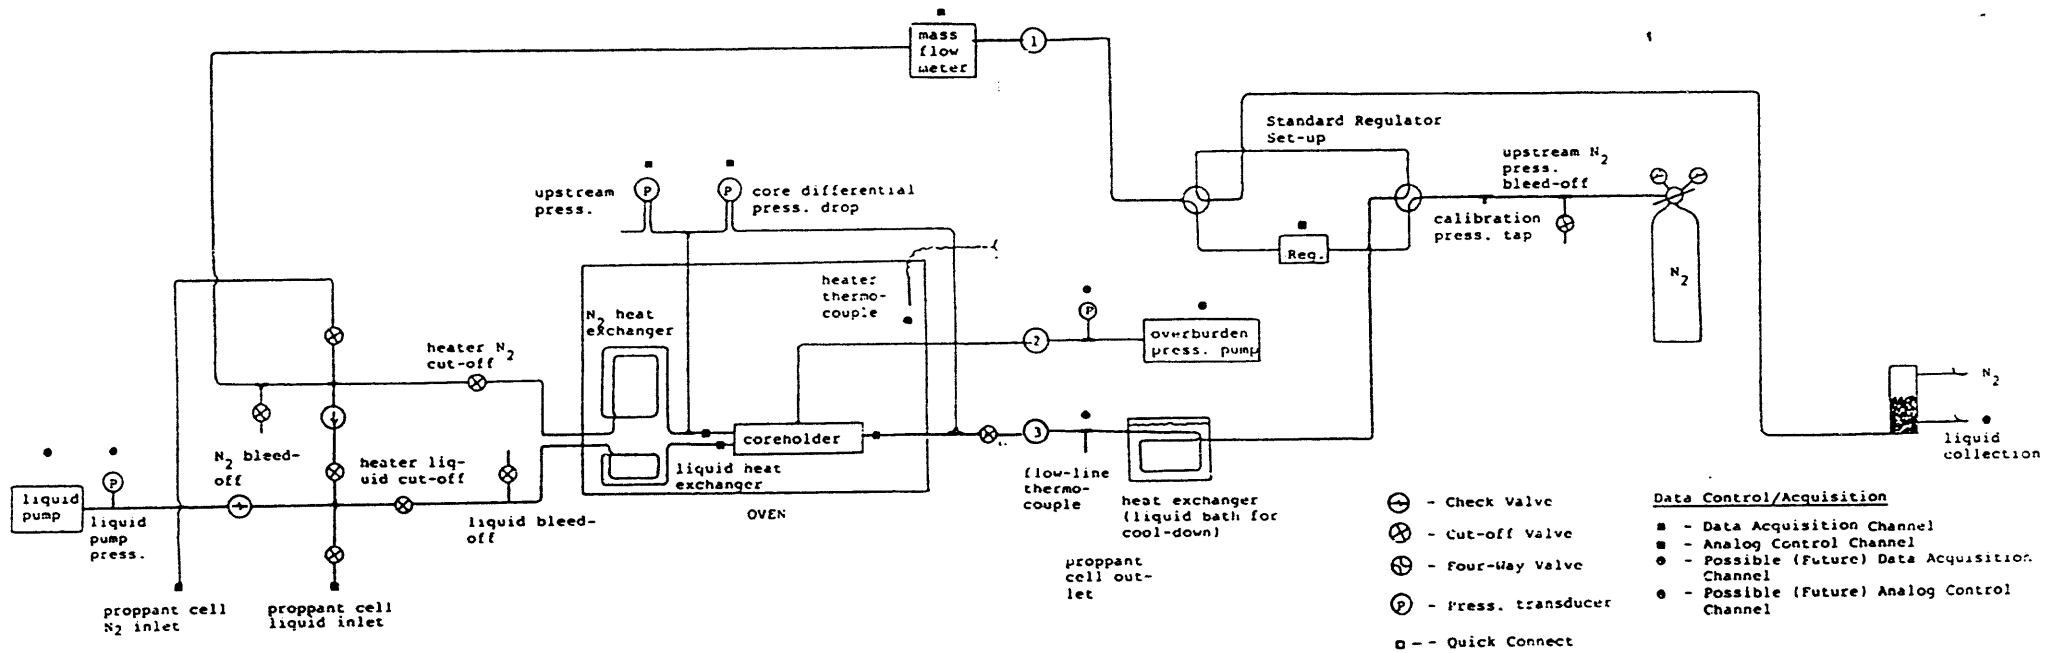 mass
flow
meter
1
Standard Regulator
Set-up
upstream N2
press.
bleed-off
upstream
press.
P
P
core differential
press. drop
calibration
press. tap
Reg.
N2
heater
thermo-
couple
N2 heat
exchanger
P
overburden
press. pump
2
heater N2
cut-off
N2
liquid
collection
coreholder
3
N2 bleed-
off
heater liq-
uid cut-off
liquid heat
exchanger
flow-line
thermo-
couple
heat exchanger
(liquid bath for
cool-down)
P
liquid
pump
liquid
pump
press.
liquid bleed-
off
OVEN
proppant
cell out-
let
proppant cell
N2 inlet
proppant cell
liquid inlet
- Check Valve
- Cut-off Valve
- Four-Way Valve
P - Press. transducer
- Quick Connect
Data Control/Acquisition
- Data Acquisition Channel
- Analog Control Channel
- Possible (Future) Data Acquisition
Channel
- Possible (Future) Analog Control
Channel